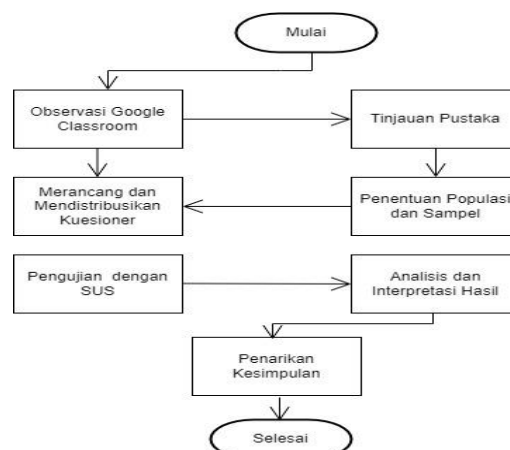 Mulai
Observasi Google
Classroom
Tinjauan Pustaka
Merancang dan
Mendistribusikan
Kuesioner
Penentuan Populasi
dan Sampel
Pengujian dengan
SUS
Analisis dan
Interpretasi Hasil
Penarikan
Kesimpulan
Selesai